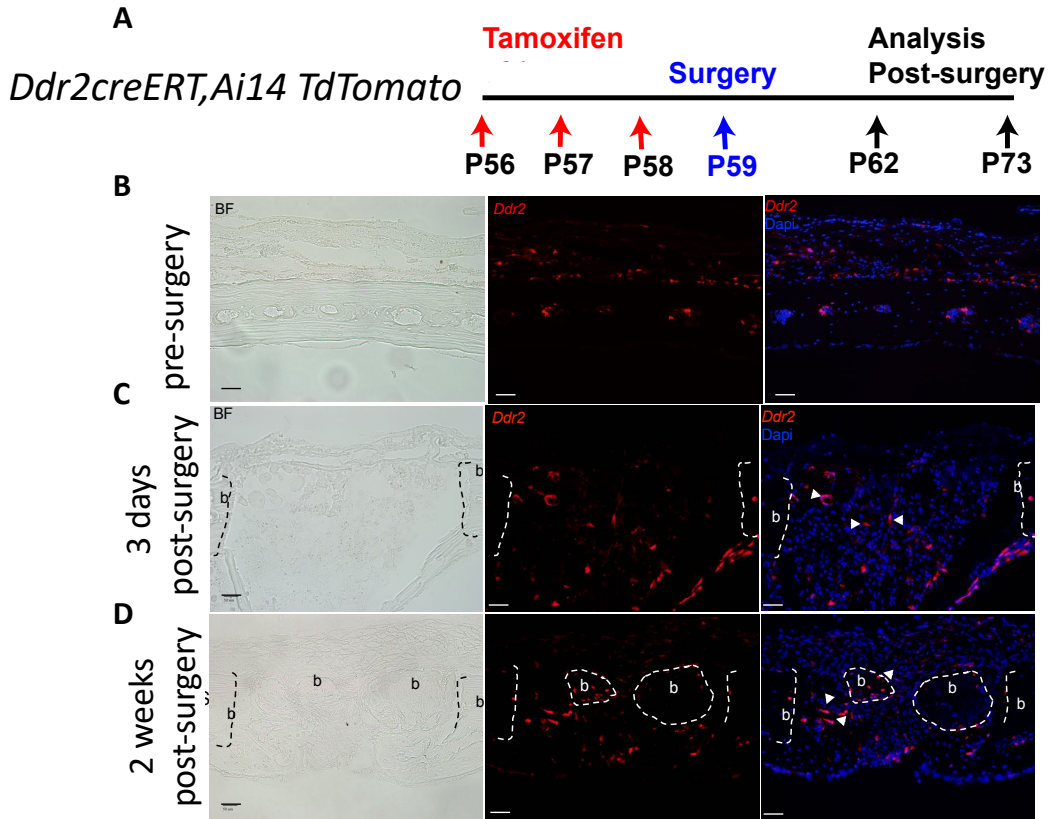 A
Tamoxifen
Analysis
Ddr2creERT,Ai14 TdTomato
Surgery
Post-surgery
P56
P57
P58
P59
P62
P73
B
pre-surgery
BF
Ddr2
Ddr2
Dapi
C
3 days
post-surgery
BF
b
b
Ddr2
b
b
Ddr2
Dapi
b
b
D
2 weeks
post-surgery
b
b
b
b
b
b
b
b
b
b
b
b